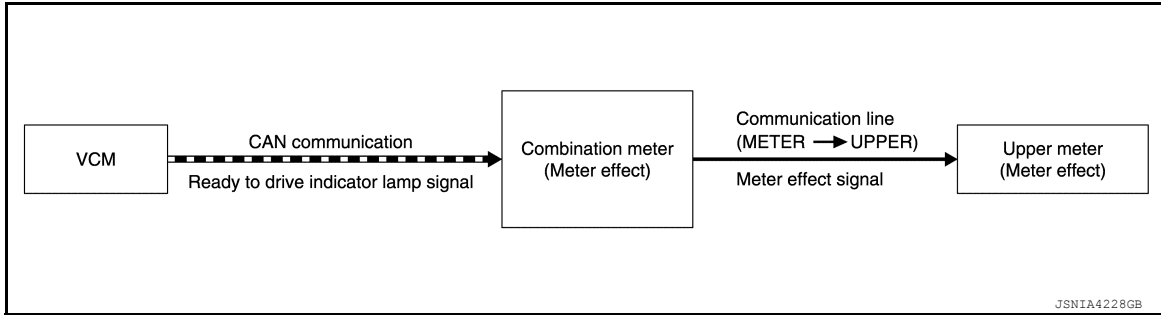 VCM
CAN communication
Ready to drive indicator lamp signal
Combination meter
(Meter effect)
Communication line
(METER → UPPER)
Meter effect signal
Upper meter
(Meter effect)
JSNIA4228GB